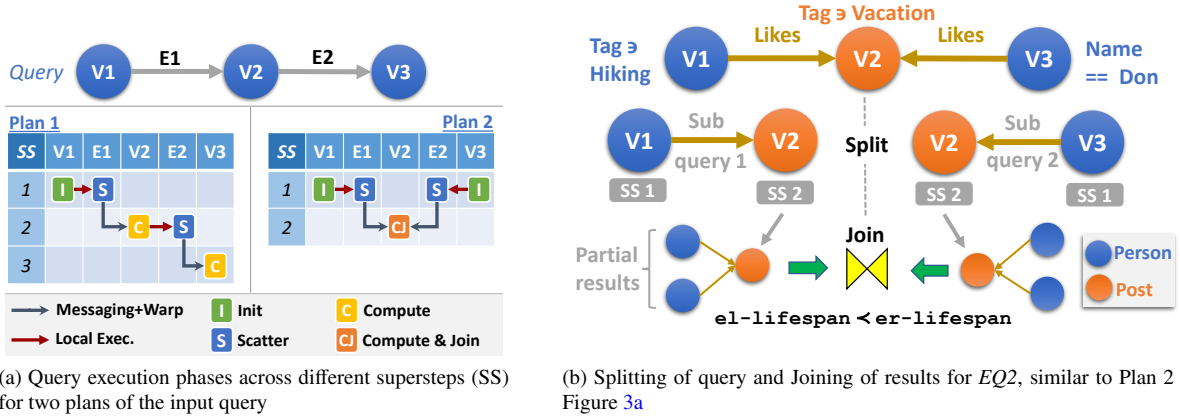 Query
V1
E1
V2
E2
V3
Plan 1
SS V1 E1 V2 E2 V3
1 I S
2 C S
3 C
Plan 2
SS V1 E1 V2 E2 V3
1 I S S I
2 CJ
Messaging+Warp
Local Exec.
I Init
S Scatter
C Compute
CJ Compute & Join
(a) Query execution phases across different supersteps (SS)
for two plans of the input query
Tag ∍ Vacation
Tag ∍
Hiking
V1
Likes
V2
Likes
V3
Name
== Don
V1
Sub
query 1
V2
SS 1
SS 2
Split
V2
Sub
query 2
V3
SS 2
SS 1
Partial
results
Join
Person
Post
el-lifespan ≺ er-lifespan
(b) Splitting of query and Joining of results for EQ2, similar to Plan 2
Figure 3a